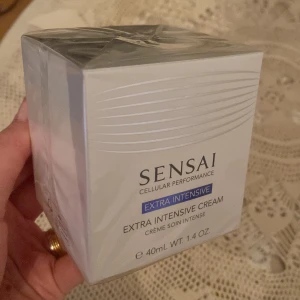 SENSAI
CELLULAR PERFORMANCE
EXTRA INTENSIVE
EXTRA INTENSIVE CREAM
CRÈME SOIN INTENSE
e 40mL WT. 1.4 OZ